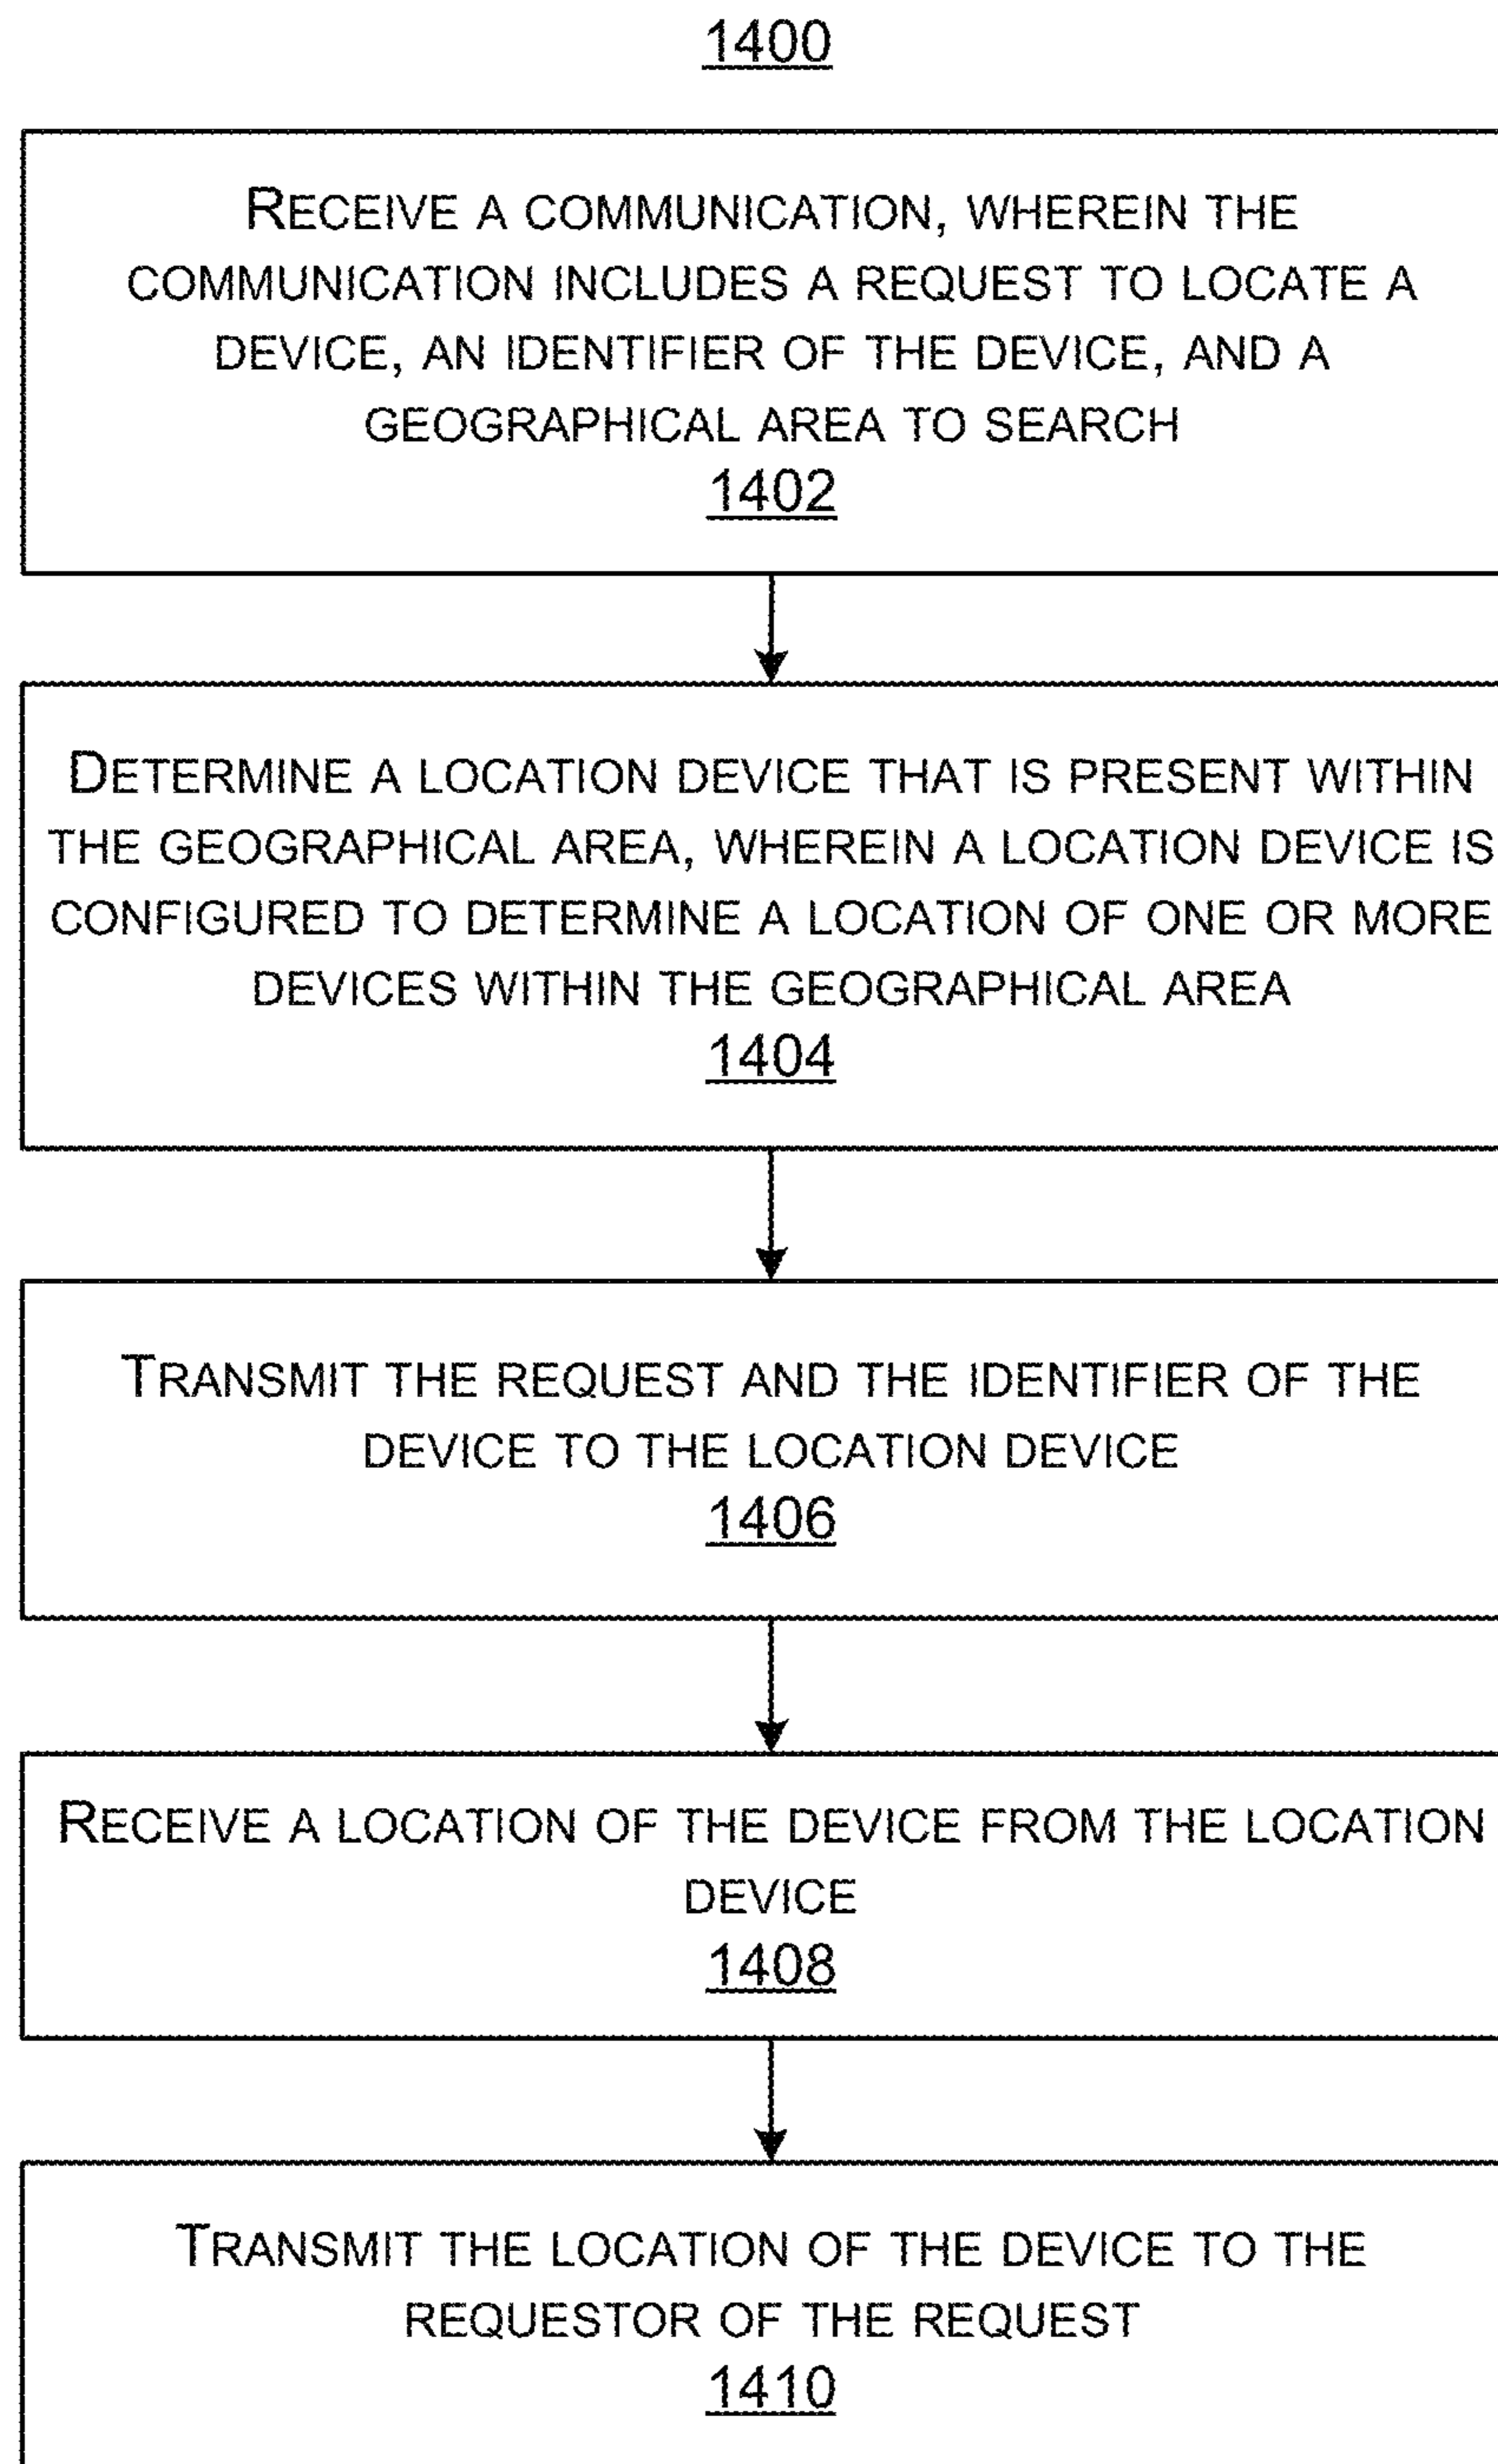 1400
RECEIVE A COMMUNICATION, WHEREIN THE
COMMUNICATION INCLUDES A REQUEST TO LOCATE A
DEVICE, AN IDENTIFIER OF THE DEVICE, AND A
GEOGRAPHICAL AREA TO SEARCH
1402
DETERMINE A LOCATION DEVICE THAT IS PRESENT WITHIN
THE GEOGRAPHICAL AREA, WHEREIN A LOCATION DEVICE IS
CONFIGURED TO DETERMINE A LOCATION OF ONE OR MORE
DEVICES WITHIN THE GEOGRAPHICAL AREA
1404
TRANSMIT THE REQUEST AND THE IDENTIFIER OF THE
DEVICE TO THE LOCATION DEVICE
1406
RECEIVE A LOCATION OF THE DEVICE FROM THE LOCATION
DEVICE
1408
TRANSMIT THE LOCATION OF THE DEVICE TO THE
REQUESTOR OF THE REQUEST
1410